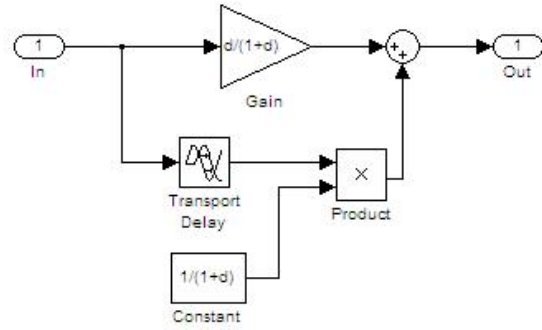 1
In
d/(1+d)
Gain
+
+
1
Out
Transport
Delay
×
Product
1/(1+d)
Constant